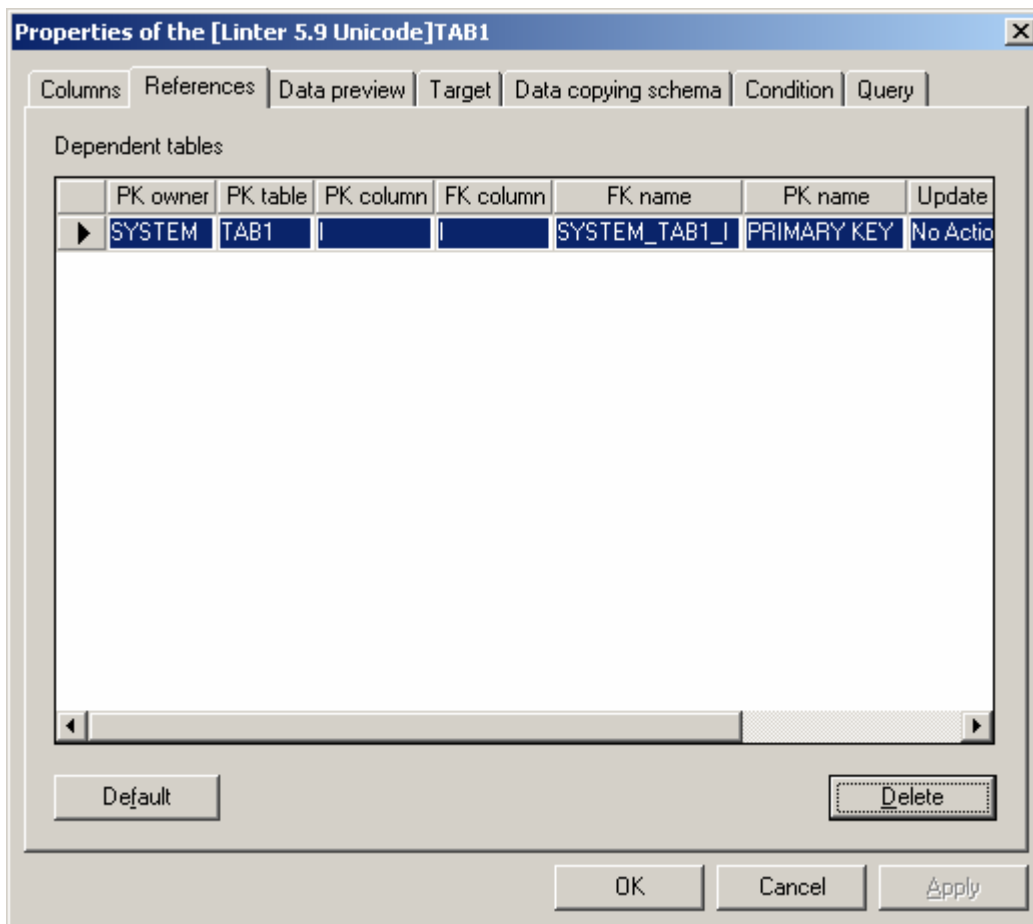 Properties of the [Linter 5.9 Unicode]TAB1
Columns References Data preview Target Data copying schema Condition Query
Dependent tables
PK owner PK table PK column FK column FK name PK name Update
SYSTEM TAB1 I I SYSTEM_TAB1_I PRIMARY KEY No Actio
Default Delete
OK Cancel Apply